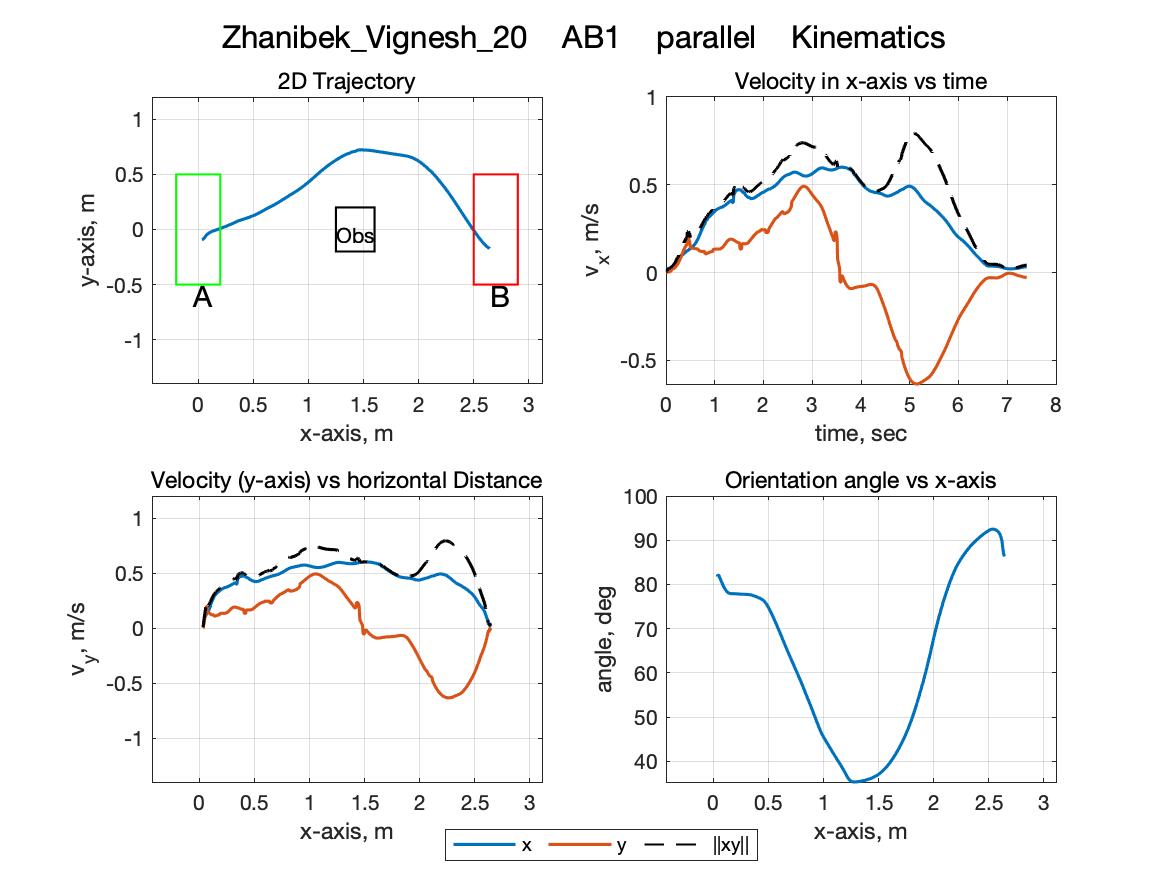 Zhanibek_Vignesh_20 AB1 parallel Kinematics
2D Trajectory
1
0.5
0
-0.5
-1
y-axis, m
Obs
A
B
0 0.5 1 1.5 2 2.5 3
x-axis, m
Velocity in x-axis vs time
1
0.5
0
-0.5
vx, m/s
0 1 2 3 4 5 6 7 8
time, sec
Velocity (y-axis) vs horizontal Distance
1
0.5
0
-0.5
-1
vy, m/s
0 0.5 1 1.5 2 2.5 3
x-axis, m
Orientation angle vs x-axis
100
90
80
70
60
50
40
angle, deg
0 0.5 1 1.5 2 2.5 3
x-axis, m
x y ||xy||